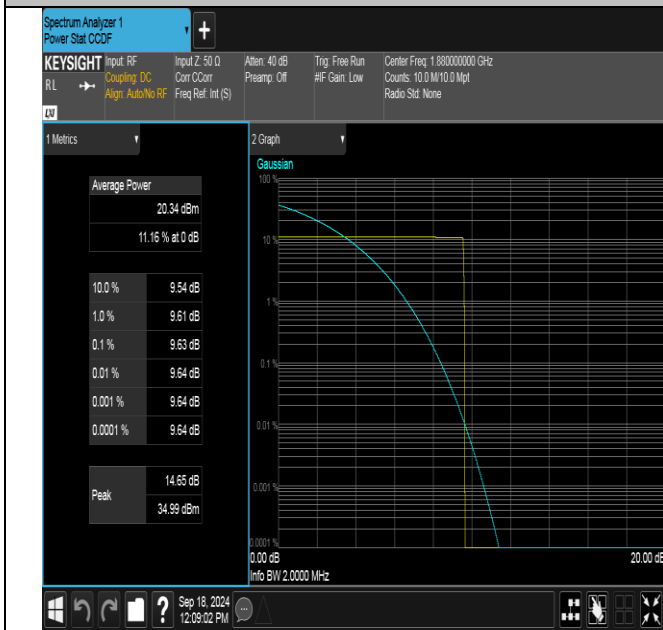 Spectrum Analyzer 1
Power Stat CCDF
+
KEYSIGHT Input: RF Input Z: 50 Ω Atten: 40 dB Trig: Free Run Center Freq: 1.880000000 GHz
RL Coupling: DC Corr CCorr Preamp: Off #IF Gain: Low Counts: 10.0 M/10.0 Mpt
Align: Auto/No RF Freq Ref: Int (S) Radio Std: None
LXI
1 Metrics
2 Graph
Average Power
20.34 dBm
11.16 % at 0 dB
10.0 % 9.54 dB
1.0 % 9.61 dB
0.1 % 9.63 dB
0.01 % 9.64 dB
0.001 % 9.64 dB
0.0001 % 9.64 dB
Peak
14.65 dB
34.99 dBm
Gaussian
100 %
10 %
1 %
0.1 %
0.01 %
0.001 %
0.0001 %
0.00 dB 20.00 dB
Info BW 2.0000 MHz
? Sep 18, 2024
12:09:02 PM